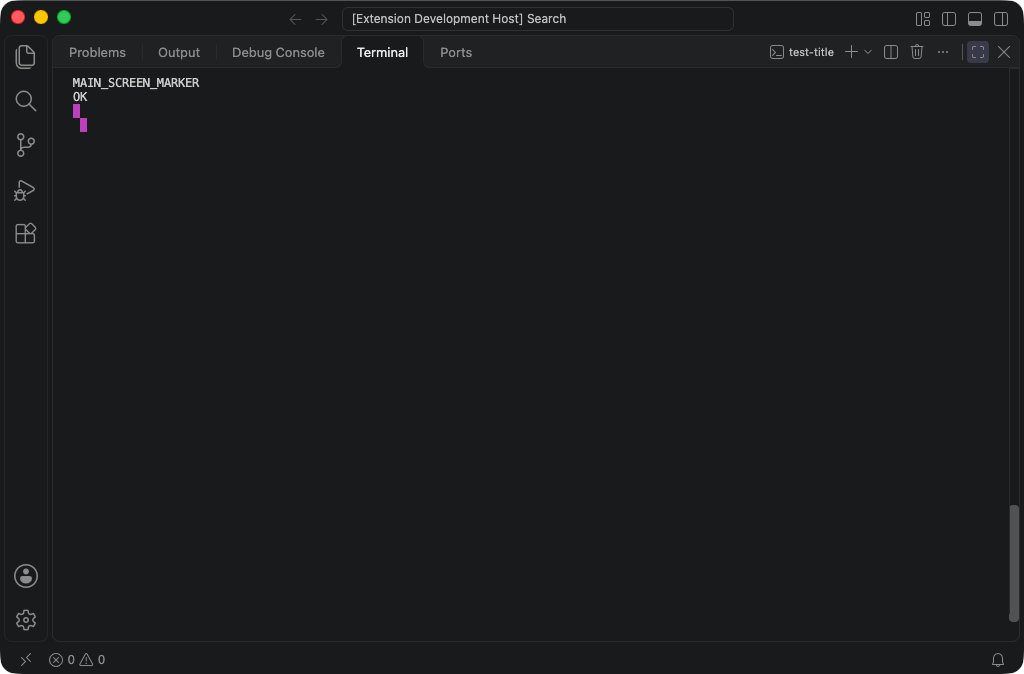 [Extension Development Host] Search
Problems Output Debug Console Terminal Ports test-title
MAIN_SCREEN_MARKER
OK
0 0